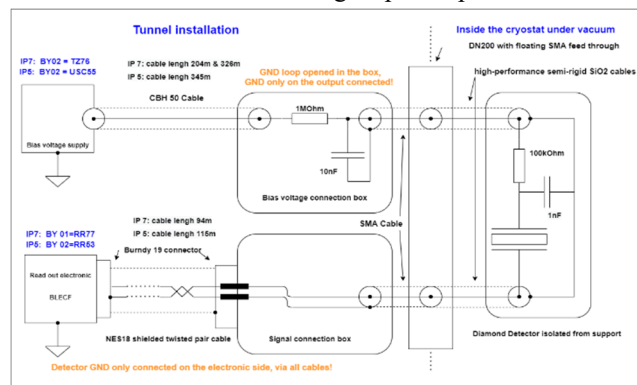 Tunnel installation
Inside the cryostat under vacuum
DN200 with floating SMA feed through
IP7: BY02 = TZ76
IP5: BY02 = USC55
IP 7: cable lengh 204m & 326m
IP 5: cable lengh 345m
GND loop opened in the box,
GND only on the output connected!
high-performance semi-rigid SiO2 cables
CBH 50 Cable
1MOhm
Bias voltage supply
10nF
Bias voltage connection box
100kOhm
1nF
IP 7: cable lengh 94m
IP 5: cable lengh 115m
SMA Cable
IP7: BY 01=RR77
IP5: BY 02=RR53
Burndy 19 connector
Read out electronic
BLECF
NES18 shielded twisted pair cable
Signal connection box
Diamond Detector isolated from support
Detector GND only connected on the electronic side, via all cables!